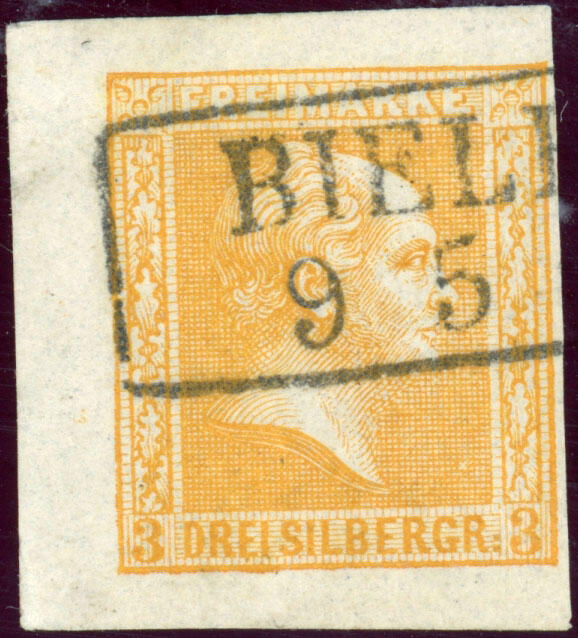 FREIMARKE
BIEL
9 5
3 DREI SILBERGR: 3